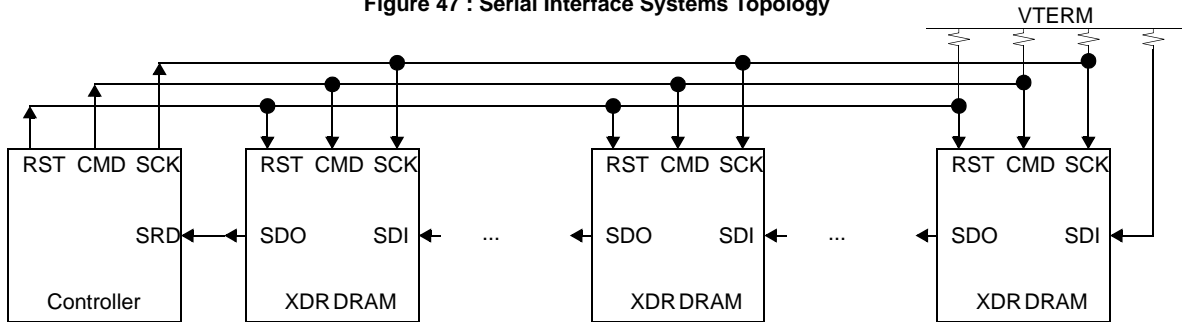 Figure 47 : Serial Interface Systems Topology
VTERM
RST CMD SCK
RST CMD SCK
RST CMD SCK
RST CMD SCK
SRD
SDO
SDI
...
SDO
SDI
...
SDO
SDI
Controller
XDR DRAM
XDR DRAM
XDR DRAM